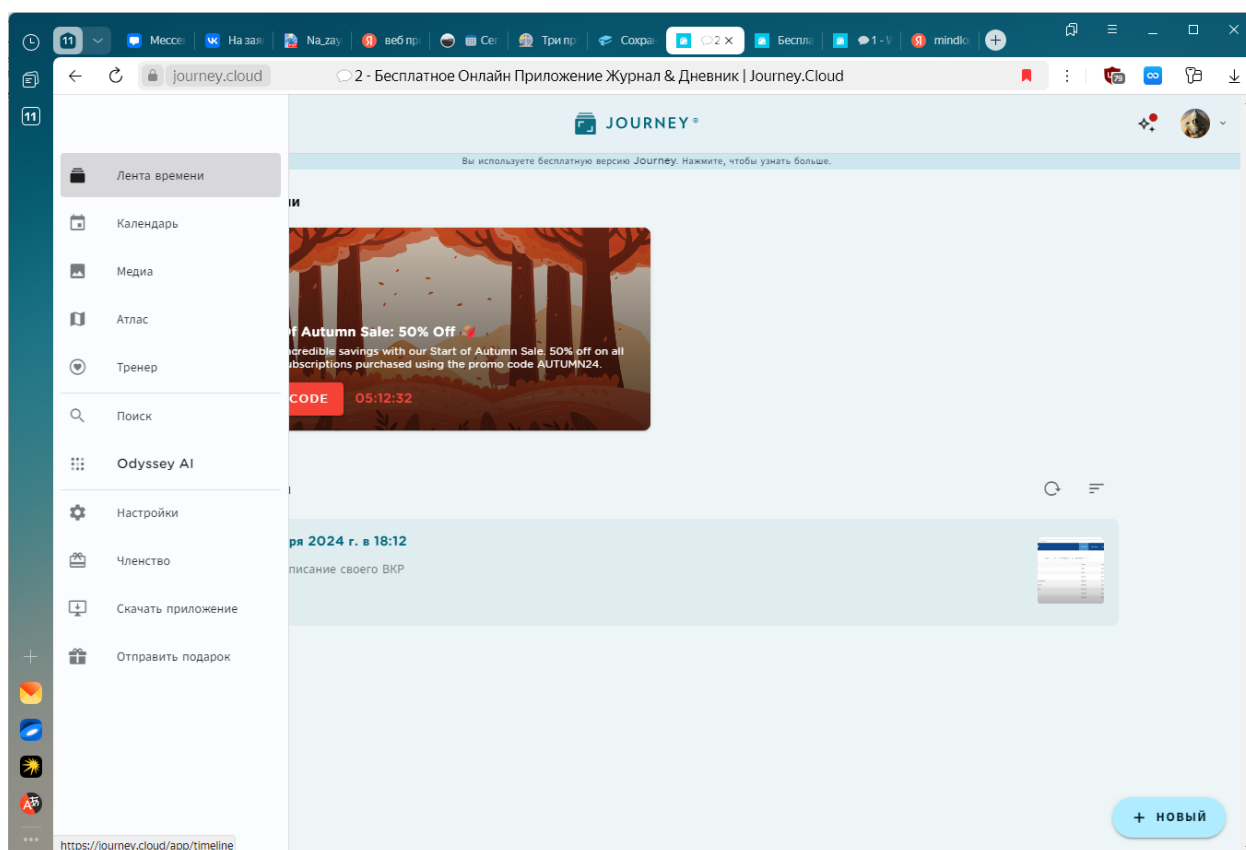 11
Мессе
На зая
Na_zay
веб пр
Сег
Три пр
Сохра
2
Беспла
1 - V
mindlo
journey.cloud
2 - Бесплатное Онлайн Приложение Журнал & Дневник | Journey.Cloud
79
11
JOURNEY
Вы используете бесплатную версию Journey. Нажмите, чтобы узнать больше.
Лента времени
Календарь
Медиа
Атлас
Тренер
Поиск
Odyssey AI
Настройки
Членство
Скачать приложение
Отправить подарок
ии
f Autumn Sale: 50% Off
ncredible savings with our Start of Autumn Sale. 50% off on all
ubscriptions purchased using the promo code AUTUMN24.
CODE 05:12:32
ря 2024 г. в 18:12
писание своего ВКР
+ НОВЫЙ
https://journey.cloud/app/timeline